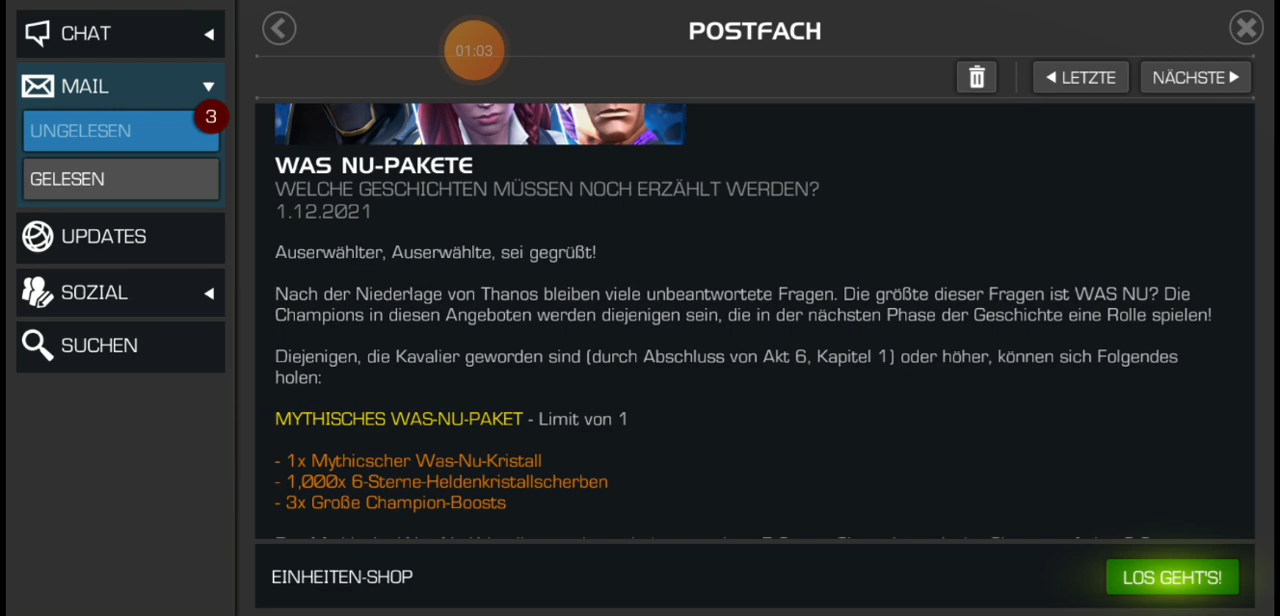 CHAT
01:03
POSTFACH
MAIL
LETZTE
NÄCHSTE
3
UNGELESEN
GELESEN
UPDATES
SOZIAL
SUCHEN
WAS NU-PAKETE
WELCHE GESCHICHTEN MÜSSEN NOCH ERZÄHLT WERDEN?
1.12.2021
Auserwählter, Auserwählte, sei gegrüßt!
Nach der Niederlage von Thanos bleiben viele unbeantwortete Fragen. Die größte dieser Fragen ist WAS NU? Die
Champions in diesen Angeboten werden diejenigen sein, die in der nächsten Phase der Geschichte eine Rolle spielen!
Diejenigen, die Kavalier geworden sind (durch Abschluss von Akt 6, Kapitel 1) oder höher, können sich Folgendes
holen:
MYTHISCHES WAS-NU-PAKET - Limit von 1
- 1x Mythicscher Was-Nu-Kristall
- 1,000x 6-Sterne-Heldenkristallscherben
- 3x Große Champion-Boosts
EINHEITEN-SHOP
LOS GEHT'S!